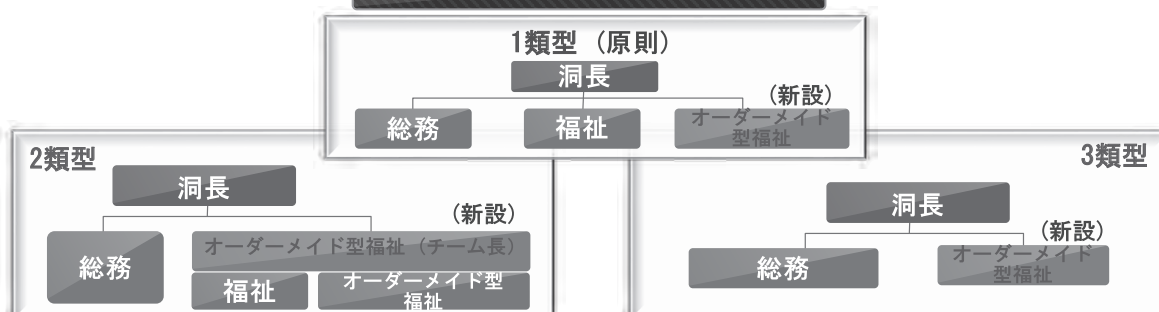 1類型（原則）
洞長
（新設）
総務
福祉
オーダーメイド
型福祉
2類型
洞長
（新設）
総務
オーダーメイド型福祉（チーム長）
福祉
オーダーメイド型
福祉
3類型
洞長
（新設）
総務
オーダーメイド
型福祉